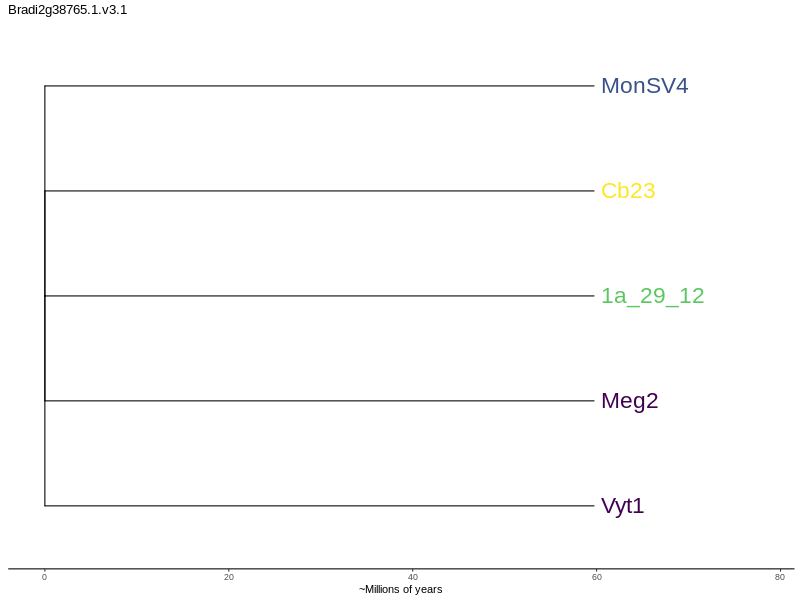 Bradi2g38765.1.v3.1
MonSV4
Cb23
1a_29_12
Meg2
Vyt1
0 20 40 60 80
~Millions of years